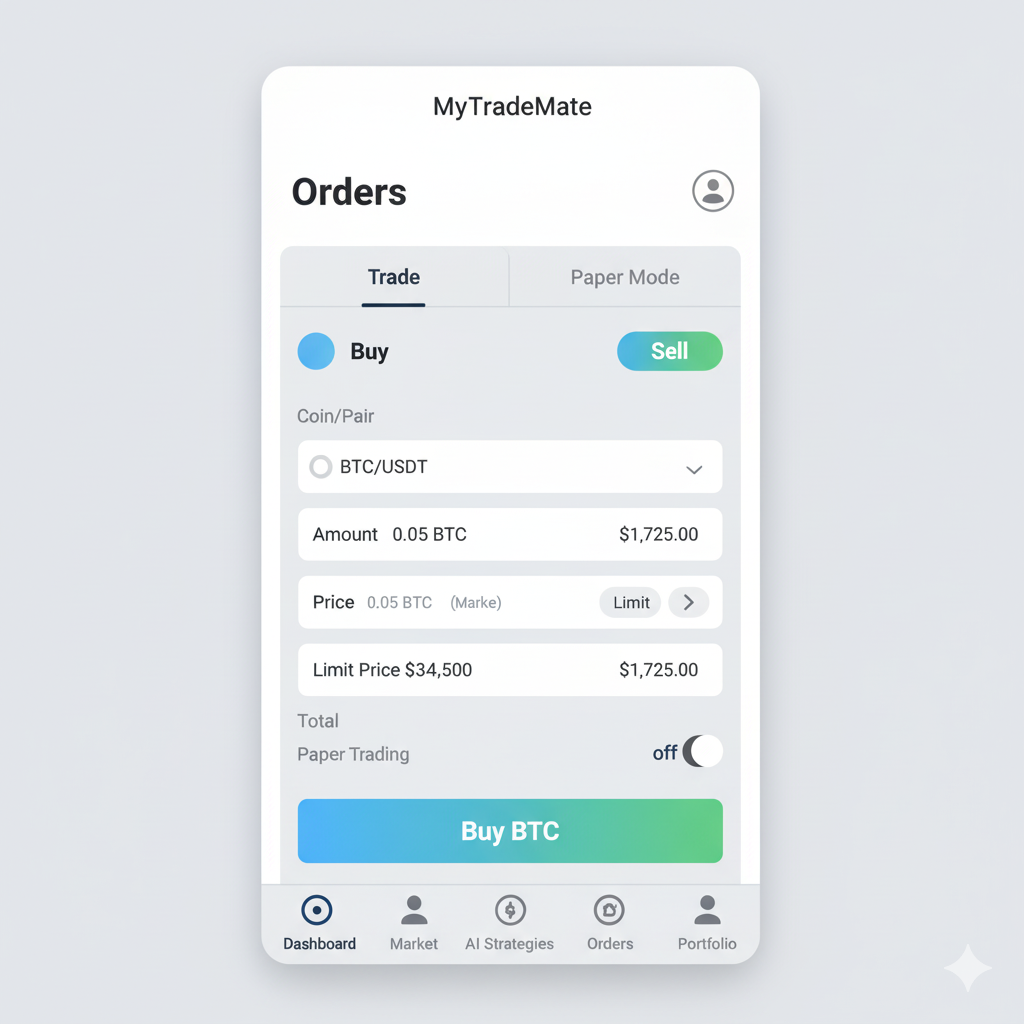 MyTradeMate
Orders
Trade Paper Mode
Buy Sell
Coin/Pair
BTC/USDT
Amount 0.05 BTC $1,725.00
Price 0.05 BTC (Marke) Limit
Limit Price $34,500 $1,725.00
Total
Paper Trading off
Buy BTC
Dashboard Market AI Strategies Orders Portfolio